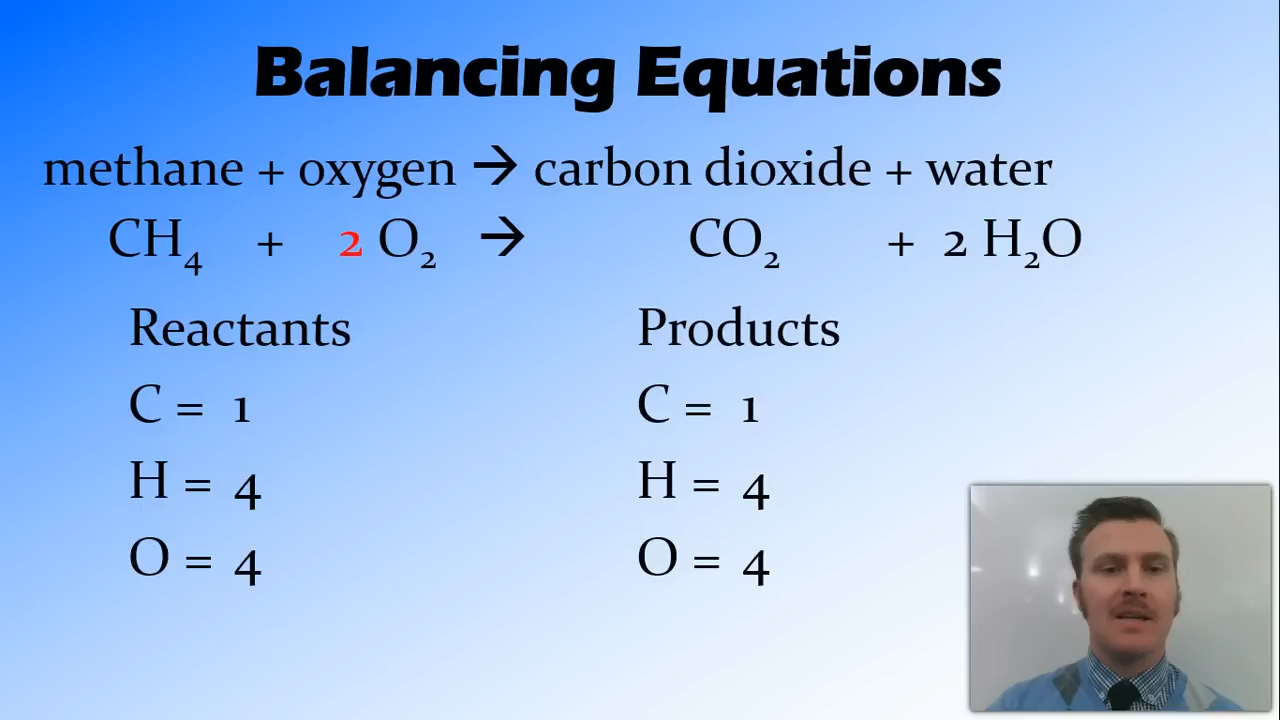 Balancing Equations
methane + oxygen → carbon dioxide + water
CH₄ + 2 O₂ → CO₂ + 2 H₂O
Reactants Products
C = 1 C = 1
H = 4 H = 4
O = 4 O = 4